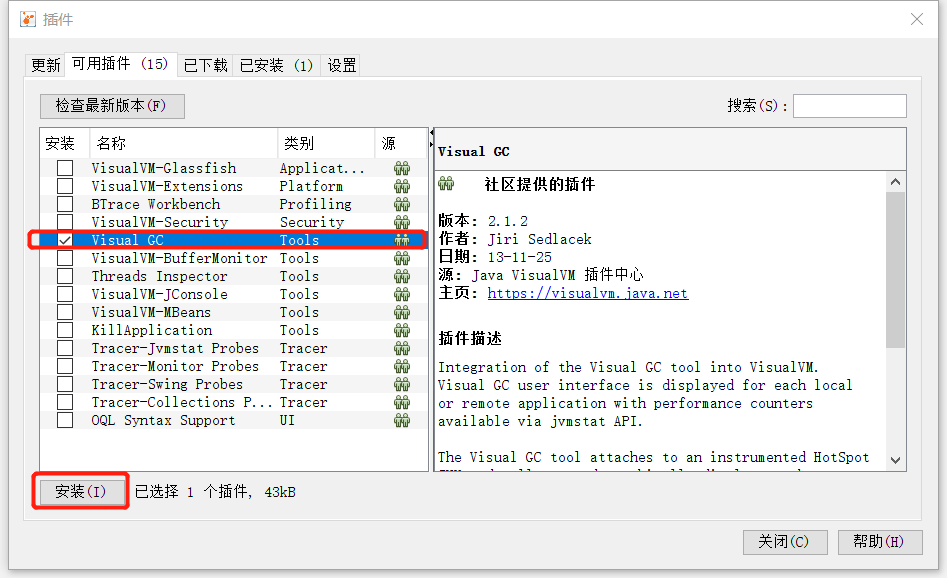 插件
更新 可用插件 (15) 已下载 已安装 (1) 设置
检查最新版本(F) 搜索(S):
安装 名称 类别 源
VisualVM-Glassfish Applicat...
VisualVM-Extensions Platform
BTrace Workbench Profiling
VisualVM-Security Security
Visual GC Tools
VisualVM-BufferMonitor Tools
Threads Inspector Tools
VisualVM-JConsole Tools
VisualVM-MBeans Tools
KillApplication Tools
Tracer-Jvmstat Probes Tracer
Tracer-Monitor Probes Tracer
Tracer-Swing Probes Tracer
Tracer-Collections P... Tracer
OQL Syntax Support UI
Visual GC
社区提供的插件
版本: 2.1.2
作者: Jiri Sedlacek
日期: 13-11-25
源: Java VisualVM 插件中心
主页: https://visualvm.java.net
插件描述
Integration of the Visual GC tool into VisualVM.
Visual GC user interface is displayed for each local
or remote application with performance counters
available via jvmstat API.
The Visual GC tool attaches to an instrumented HotSpot
安装(I) 已选择 1 个插件, 43kB
关闭(C) 帮助(H)